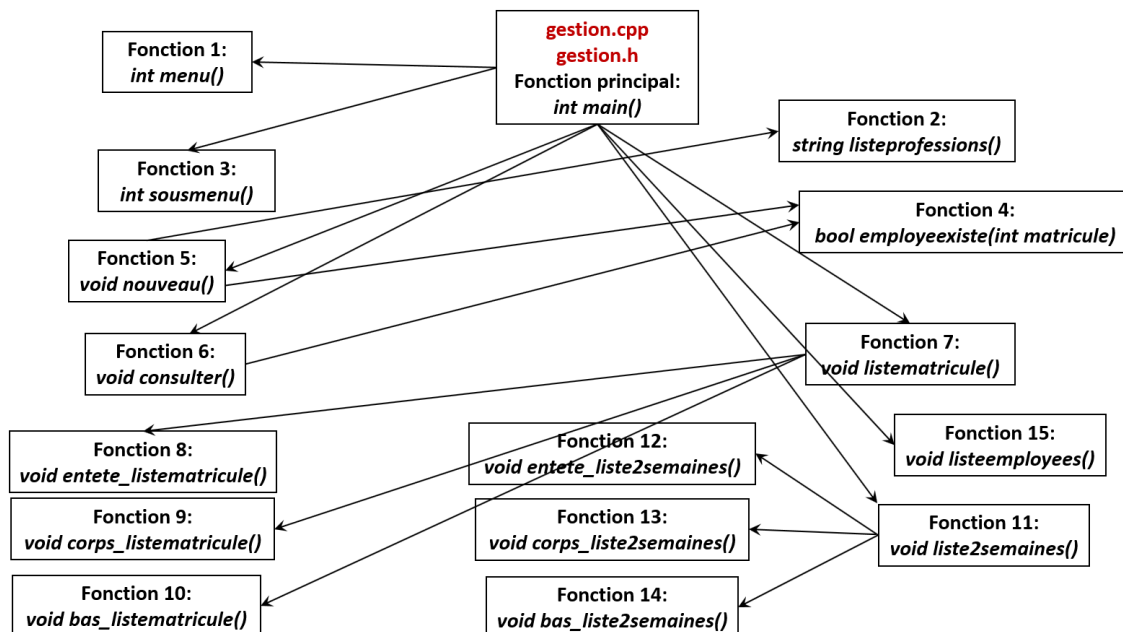 gestion.cpp
gestion.h
Fonction principal:
int main()
Fonction 1:
int menu()
Fonction 2:
string listeprofessions()
Fonction 3:
int sousmenu()
Fonction 4:
bool employeexiste(int matricule)
Fonction 5:
void nouveau()
Fonction 6:
void consulter()
Fonction 7:
void listematricule()
Fonction 8:
void entete_listematricule()
Fonction 12:
void entete_liste2semaines()
Fonction 15:
void listeemployees()
Fonction 9:
void corps_listematricule()
Fonction 13:
void corps_liste2semaines()
Fonction 11:
void liste2semaines()
Fonction 10:
void bas_listematricule()
Fonction 14:
void bas_liste2semaines()